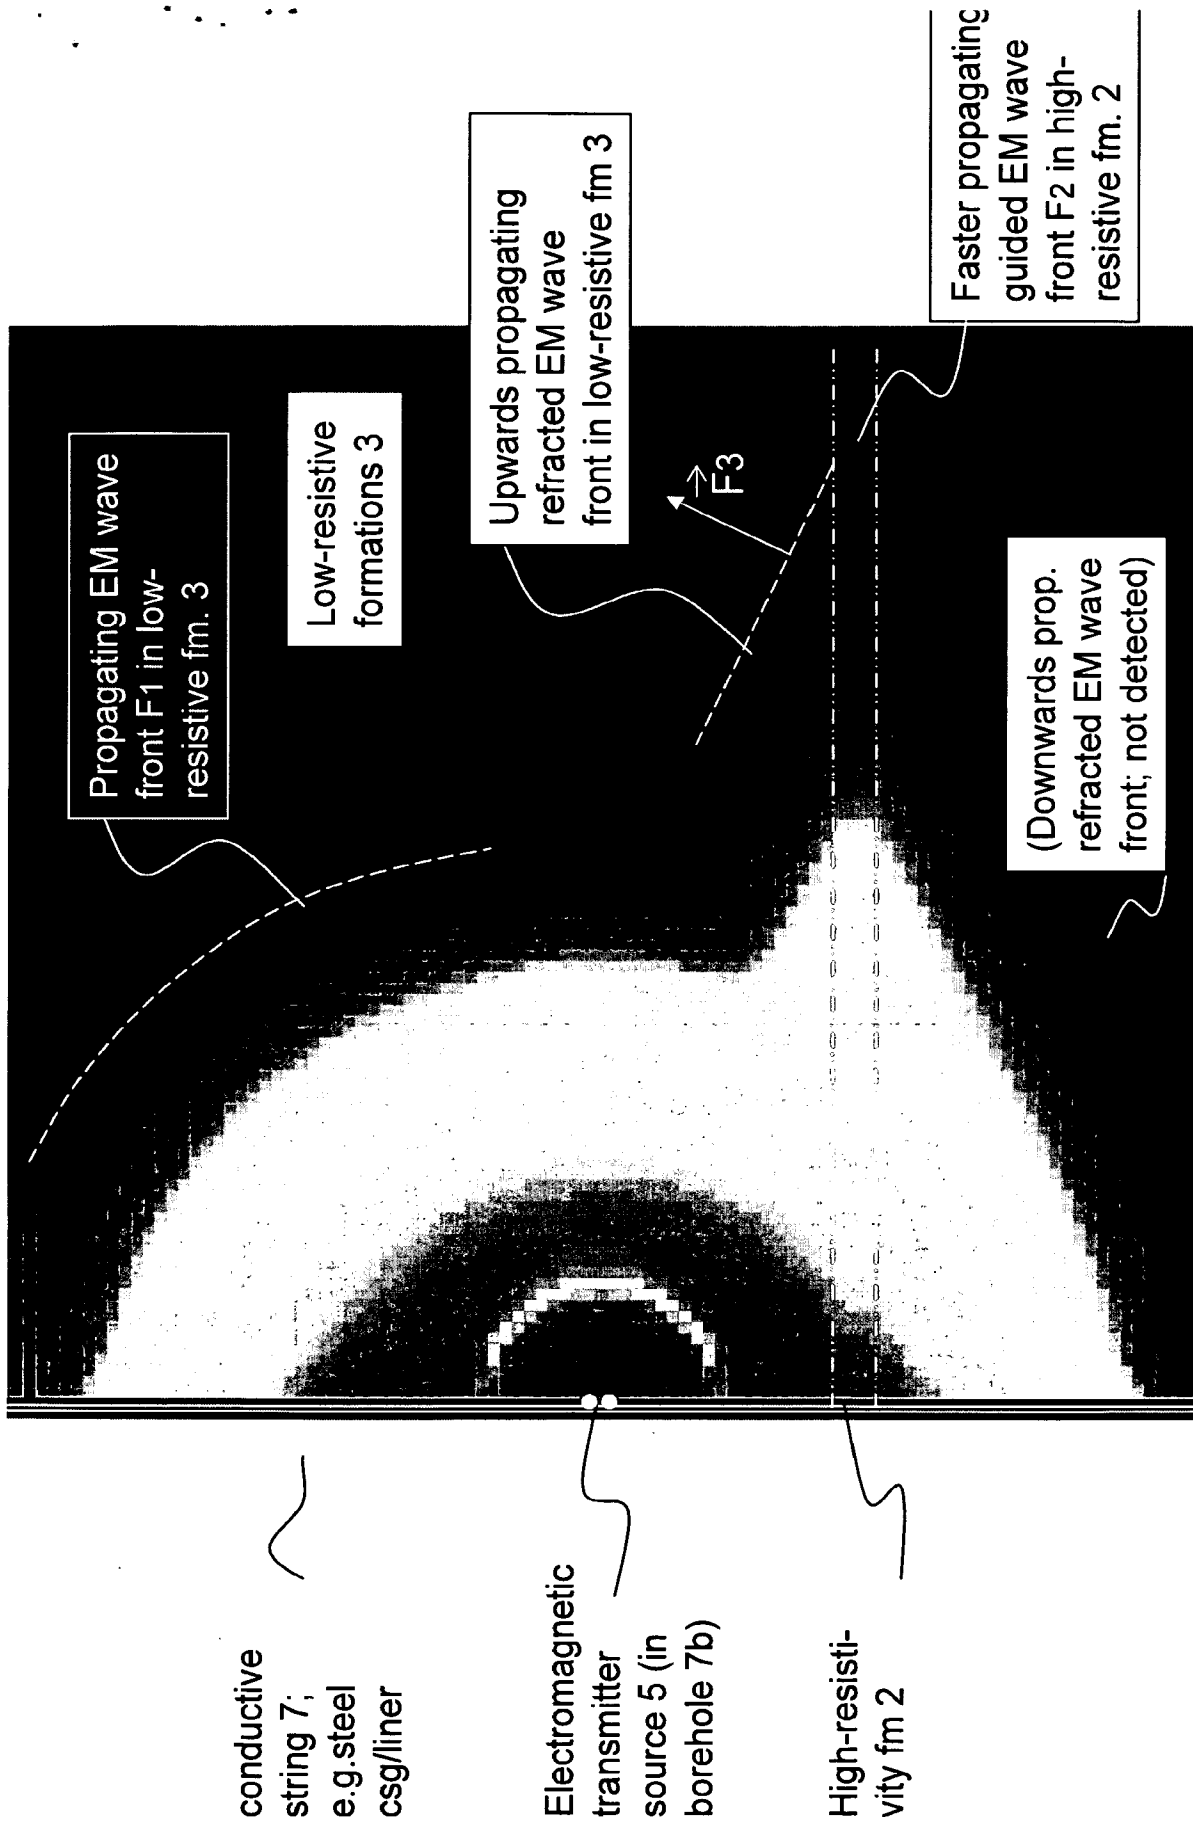 conductive
string 7;
e.g.steel
csg/liner
Electromagnetic
transmitter
source 5 (in
borehole 7b)
High-resisti-
vity fm 2
Propagating EM wave
front F1 in low-
resistive fm. 3
Low-resistive
formations 3
Upwards propagating
refracted EM wave
front in low-resistive fm 3
F3
(Downwards prop.
refracted EM wave
front; not detected)
Faster propagating
guided EM wave
front F2 in high-
resistive fm. 2